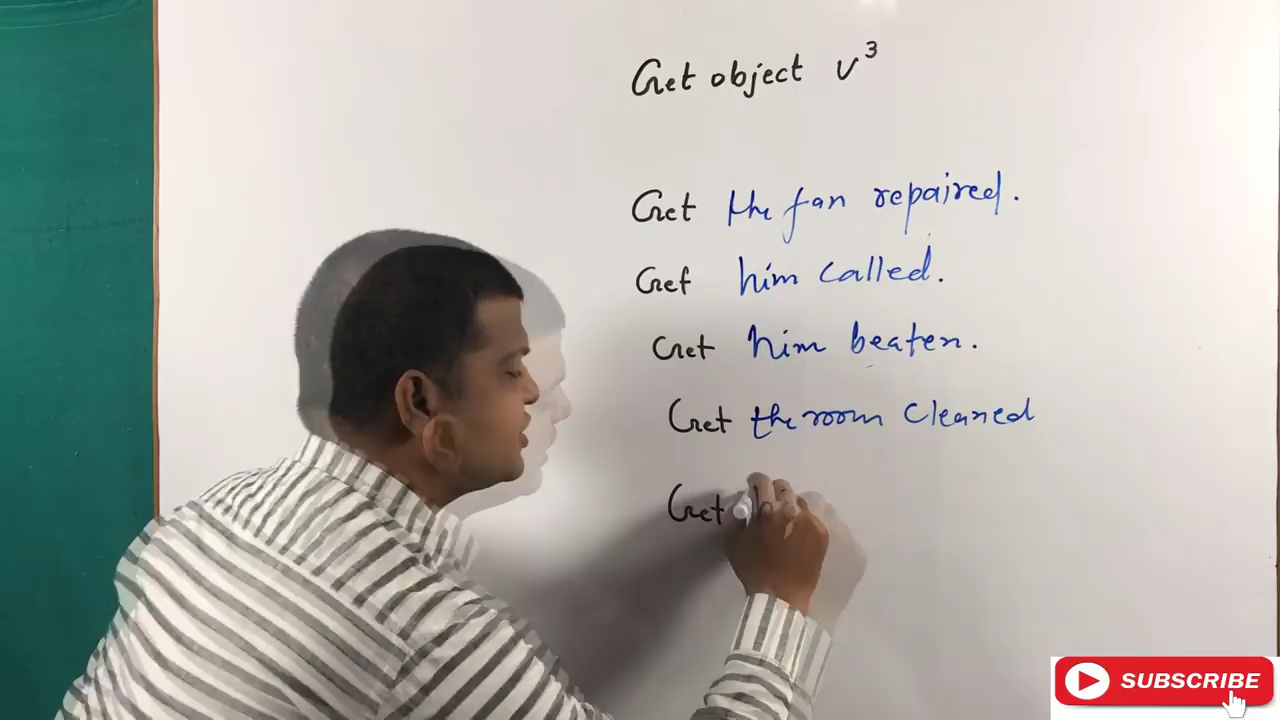 Get object v³
Get the fan repaired.
Get him called.
Get him beaten.
Get the room cleaned
Get
SUBSCRIBE